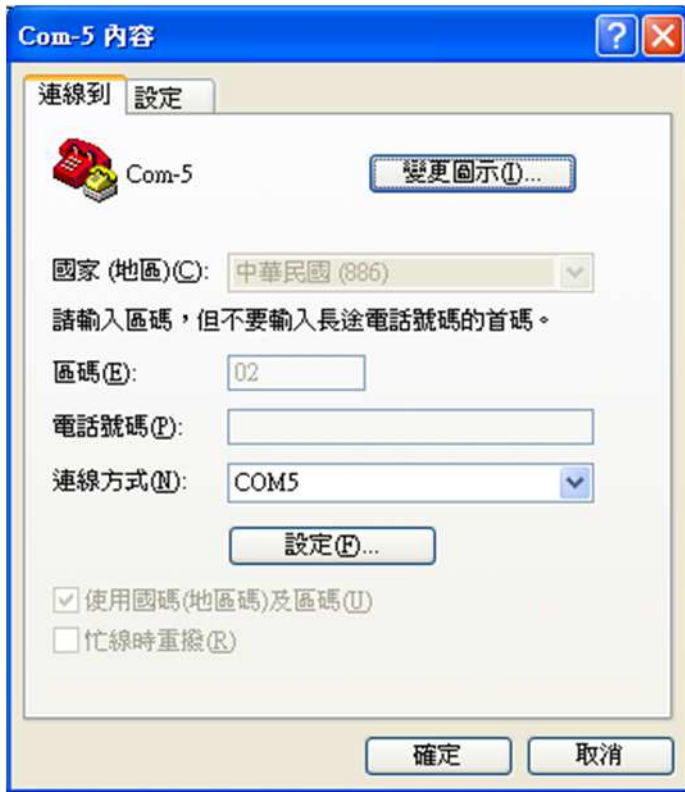 Com-5 內容
連線到 設定
Com-5 變更圖示(I)...
國家 (地區)(C): 中華民國 (886)
請輸入區碼，但不要輸入長途電話號碼的首碼。
區碼(E): 02
電話號碼(P):
連線方式(N): COM5
設定(F)...
使用國碼(地區碼)及區碼(U)
忙線時重撥(R)
確定 取消